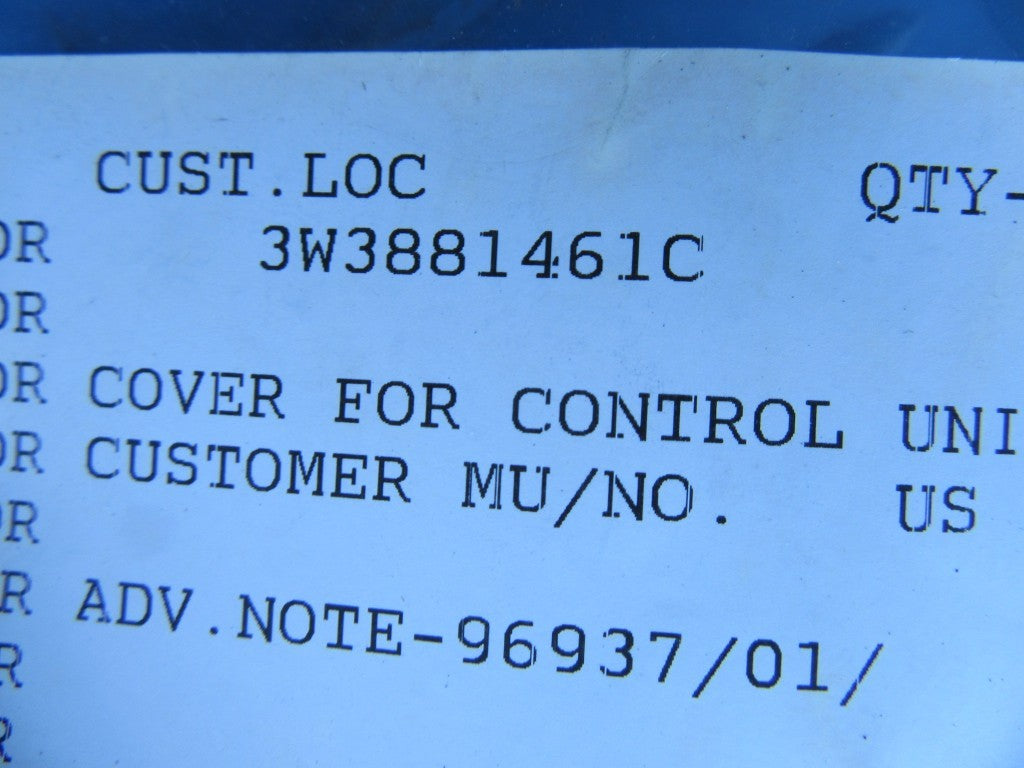 CUST.LOC QTY-
OR 3W3881461C
OR
OR COVER FOR CONTROL UNI
OR CUSTOMER MU/NO. US
OR
R ADV.NOTE-96937/01/
R
R